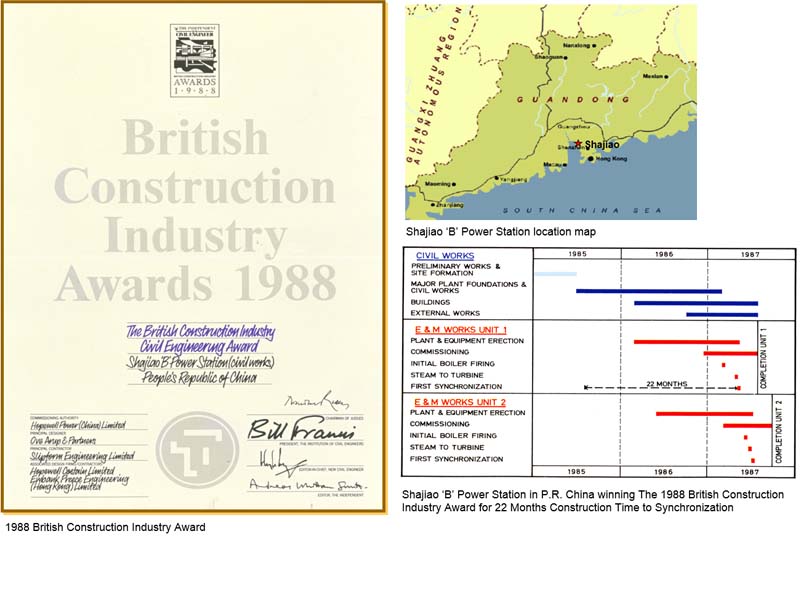 THE INDEPENDENT
CIVIL ENGINEER
AWARDS
1·9·8·8
British
Construction
Industry
Awards 1988
The British Construction Industry
Civil Engineering Award
Shajiao 'B' Power Station (civil works)
People's Republic of China
COMMISSIONING AUTHORITY
Hopewell Power (China) Limited
PRINCIPAL DESIGNER
Ove Arup & Partners
PRINCIPAL CONTRACTOR
Slipform Engineering Limited
ASSOCIATED DESIGN FIRMS/CONTRACTORS
Hopewell Costain Limited
Ewbank Preece Engineering
(Hong Kong) Limited
CHAIRMAN OF JUDGES
Bill Francis
PRESIDENT, THE INSTITUTION OF CIVIL ENGINEERS
EDITOR-IN-CHIEF, NEW CIVIL ENGINEER
Andreas Whittam Smith
EDITOR, THE INDEPENDENT
1988 British Construction Industry Award
GUANGXI ZHUANG
AUTONOMOUS REGION
Nanxiong
Shaoguan
Meixian
GUANDONG
Guangzhou
Shajiao
Hong Kong
Macau
Yangjiang
Maoming
Zhanjiang
SOUTH CHINA SEA
Shajiao 'B' Power Station location map
CIVIL WORKS
1985 1986 1987
PRELIMINARY WORKS &
SITE FORMATION
MAJOR PLANT FOUNDATIONS &
CIVIL WORKS
BUILDINGS
EXTERNAL WORKS
E & M WORKS UNIT 1
PLANT & EQUIPMENT ERECTION
COMMISSIONING
INITIAL BOILER FIRING
STEAM TO TURBINE
FIRST SYNCHRONIZATION
22 MONTHS
COMPLETION UNIT 1
E & M WORKS UNIT 2
PLANT & EQUIPMENT ERECTION
COMMISSIONING
INITIAL BOILER FIRING
STEAM TO TURBINE
FIRST SYNCHRONIZATION
COMPLETION UNIT 2
1985 1986 1987
Shajiao 'B' Power Station in P.R. China winning The 1988 British Construction
Industry Award for 22 Months Construction Time to Synchronization